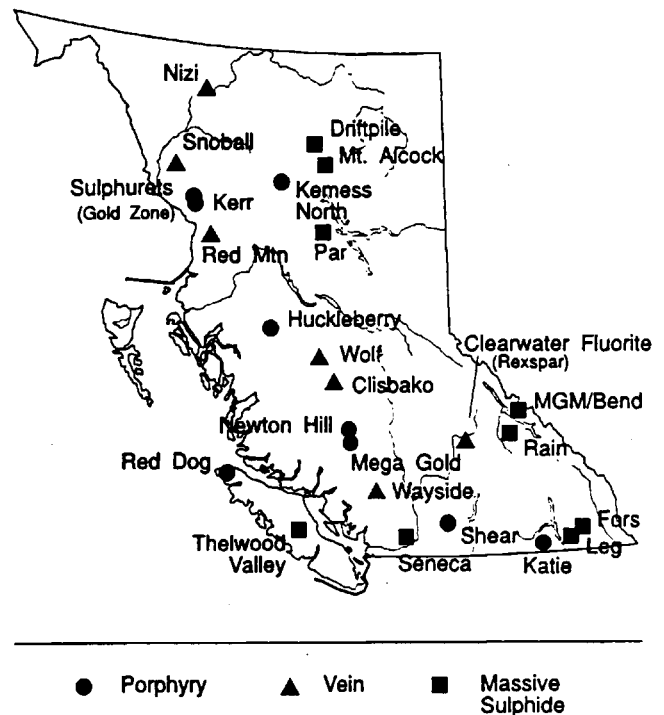 Nizi
Driftpile
Snoball
Mt. Alcock
Sulphurets
(Gold Zone)
Kerr
Kemess
North
Red Mtn
Par
Huckleberry
Clearwater Fluorite
(Rexspar)
Wolf
Clisbako
MGM/Bend
Newton Hill
Rain
Red Dog
Mega Gold
Wayside
Fors
Thelwood
Valley
Seneca
Shear
Katie
Leg
Porphyry
Vein
Massive
Sulphide